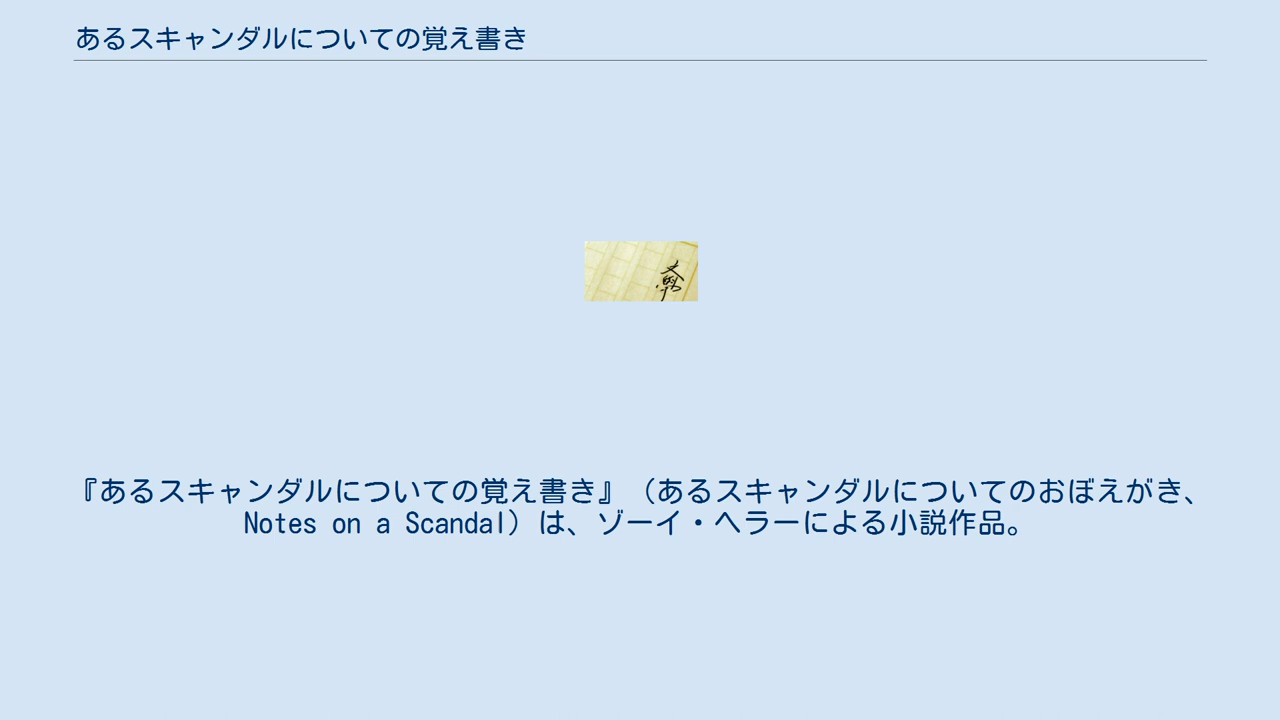 あるスキャンダルについての覚え書き
『あるスキャンダルについての覚え書き』（あるスキャンダルについてのおぼえがき、
Notes on a Scandal）は、ゾーイ・ヘラーによる小説作品。